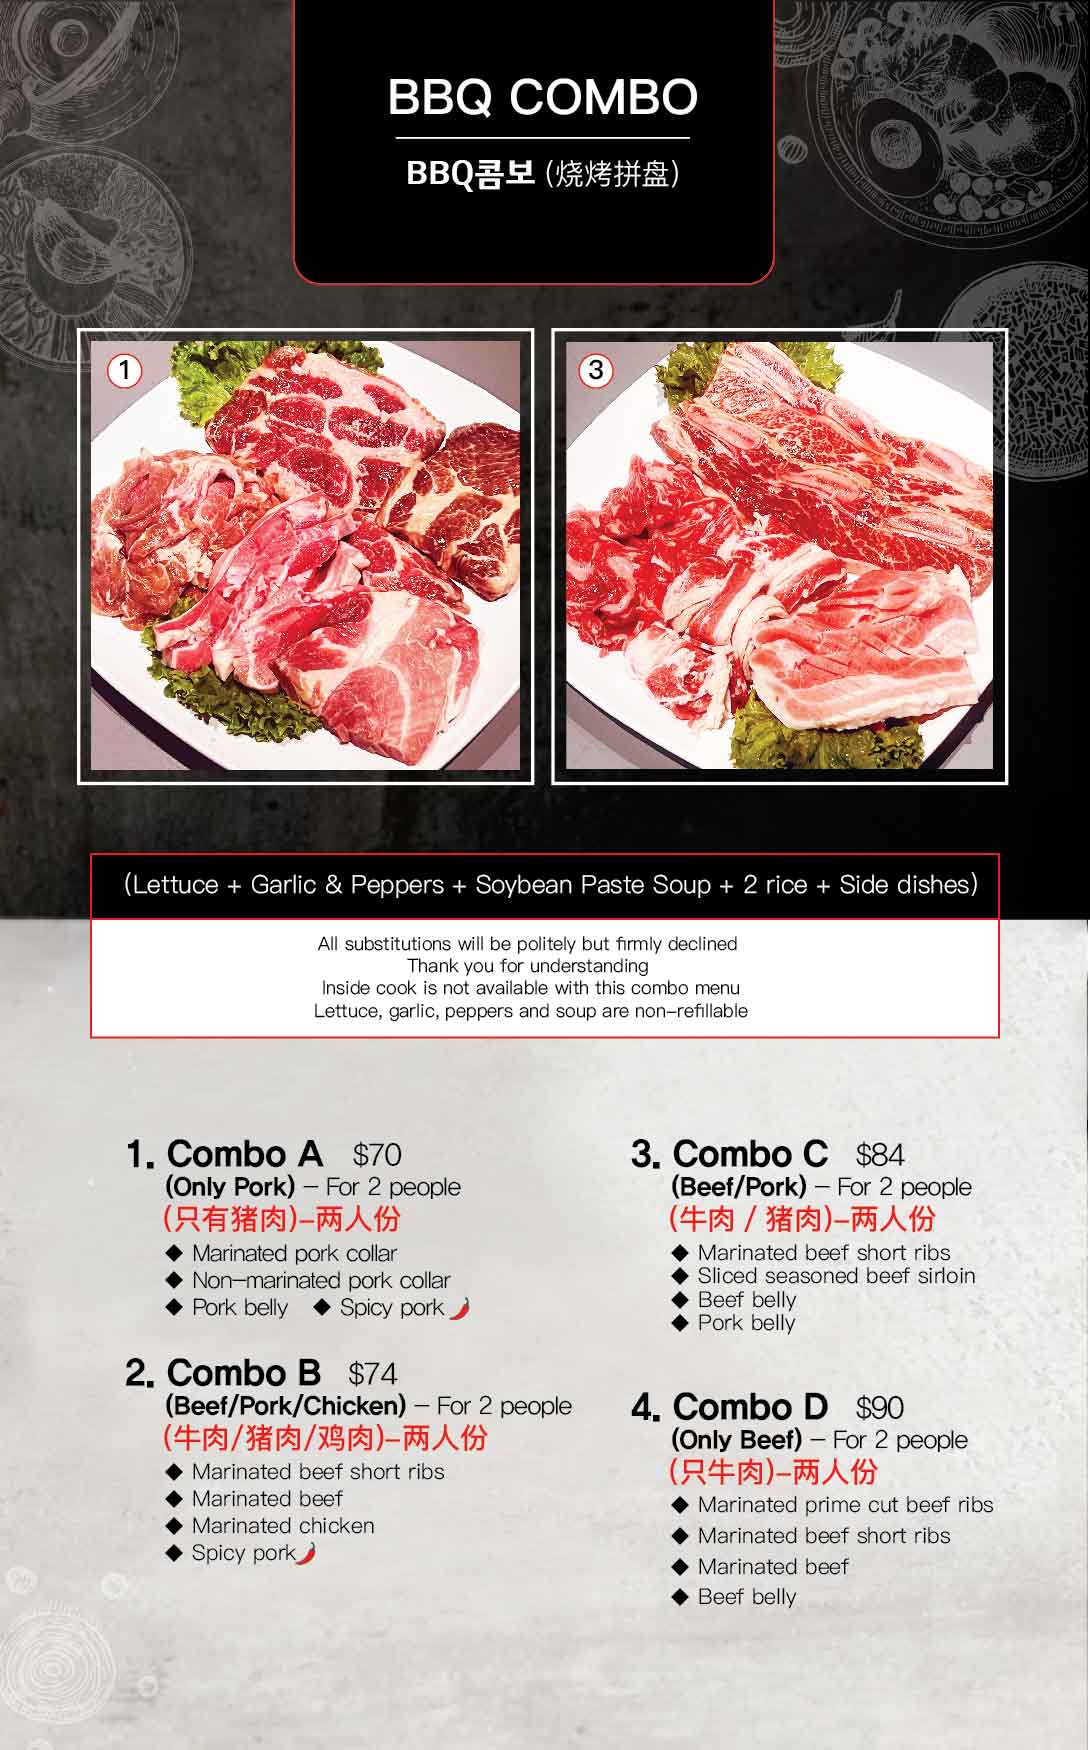 BBQ COMBO
BBQ콤보 (烧烤拼盘)
1
3
(Lettuce + Garlic & Peppers + Soybean Paste Soup + 2 rice + Side dishes)
All substitutions will be politely but firmly declined
Thank you for understanding
Inside cook is not available with this combo menu
Lettuce, garlic, peppers and soup are non-refillable
1. Combo A $70
(Only Pork) – For 2 people
(只有猪肉)-两人份
◆ Marinated pork collar
◆ Non-marinated pork collar
◆ Pork belly ◆ Spicy pork
2. Combo B $74
(Beef/Pork/Chicken) – For 2 people
(牛肉/猪肉/鸡肉)-两人份
◆ Marinated beef short ribs
◆ Marinated beef
◆ Marinated chicken
◆ Spicy pork
3. Combo C $84
(Beef/Pork) – For 2 people
(牛肉 / 猪肉)-两人份
◆ Marinated beef short ribs
◆ Sliced seasoned beef sirloin
◆ Beef belly
◆ Pork belly
4. Combo D $90
(Only Beef) – For 2 people
(只牛肉)-两人份
◆ Marinated prime cut beef ribs
◆ Marinated beef short ribs
◆ Marinated beef
◆ Beef belly